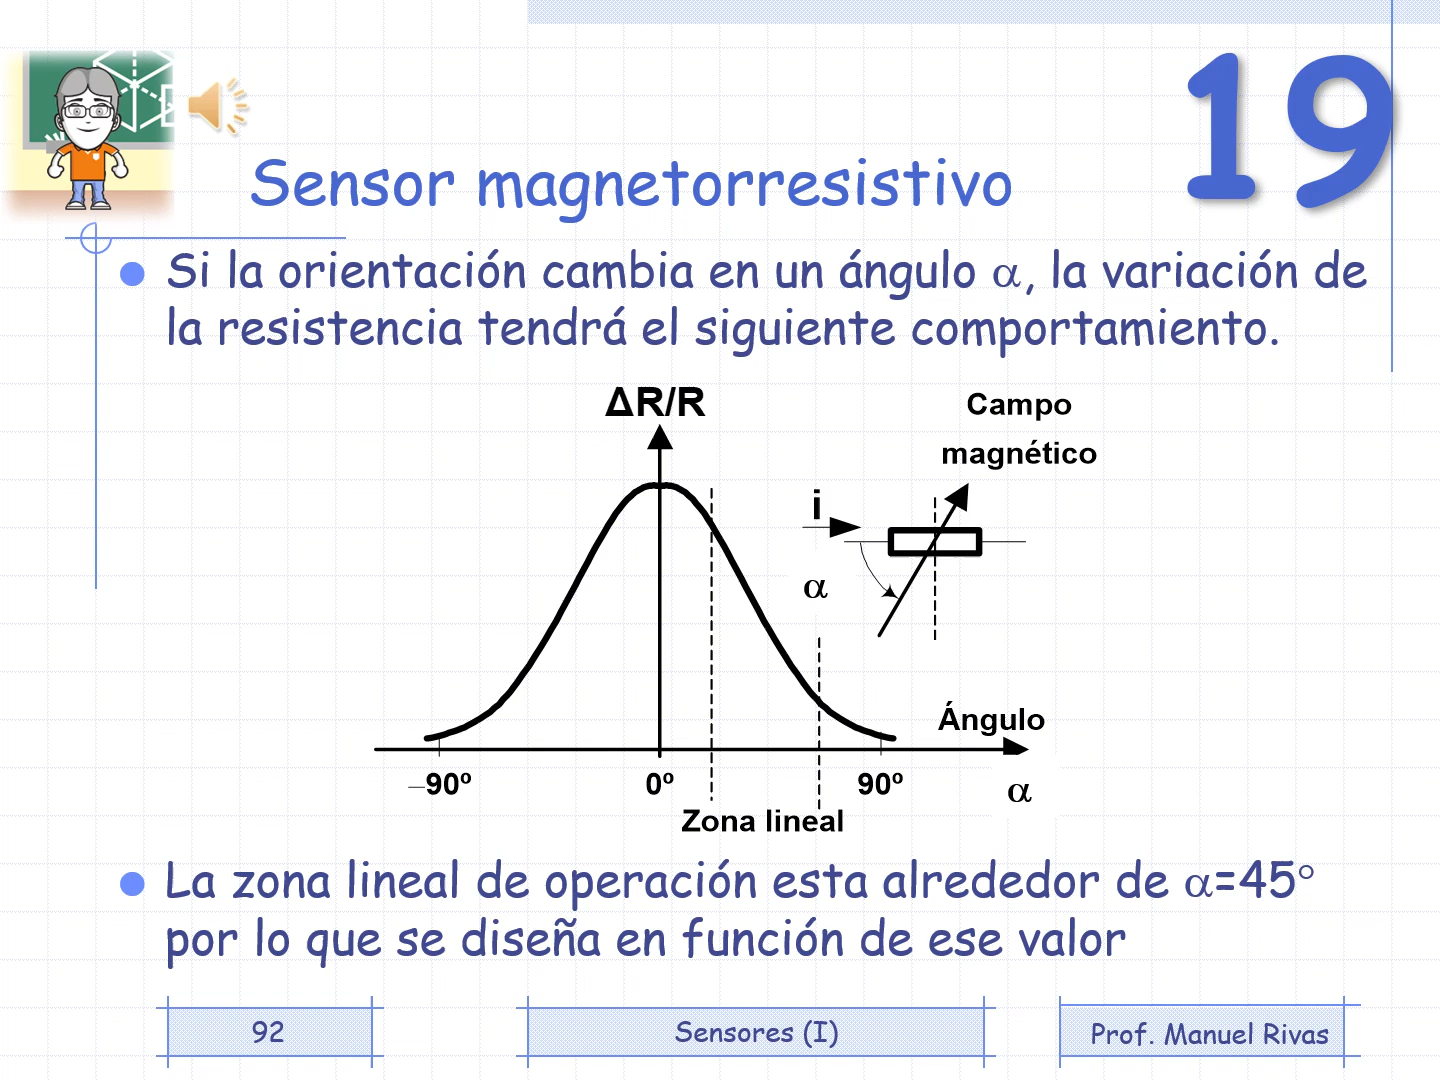 19
Sensor magnetorresistivo
Si la orientación cambia en un ángulo α, la variación de
la resistencia tendrá el siguiente comportamiento.
ΔR/R
Campo
magnético
i
α
Ángulo
–90º 0º 90º α
Zona lineal
La zona lineal de operación esta alrededor de α=45°
por lo que se diseña en función de ese valor
92 Sensores (I) Prof. Manuel Rivas